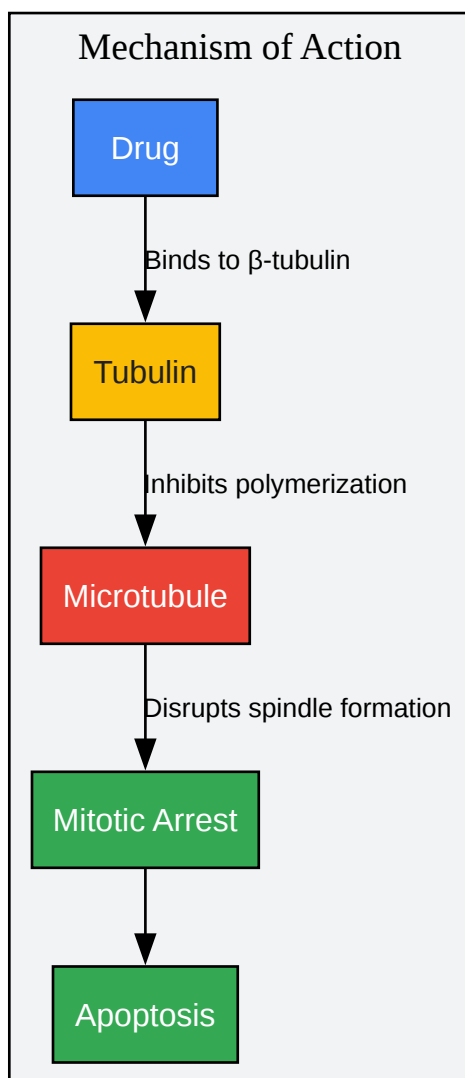 Mechanism of Action
Drug
Binds to β-tubulin
Tubulin
Inhibits polymerization
Microtubule
Disrupts spindle formation
Mitotic Arrest
Apoptosis